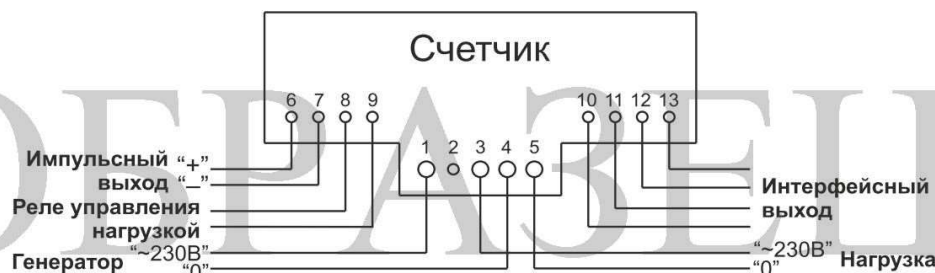 Счетчик
6 7 8 9
10 11 12 13
1 2 3 4 5
ОБРАЗЕЦ
Импульсный “+”
выход “–”
Реле управления
нагрузкой
Генератор “~230В”
“0”
Интерфейсный
выход
“~230В”
“0” Нагрузка